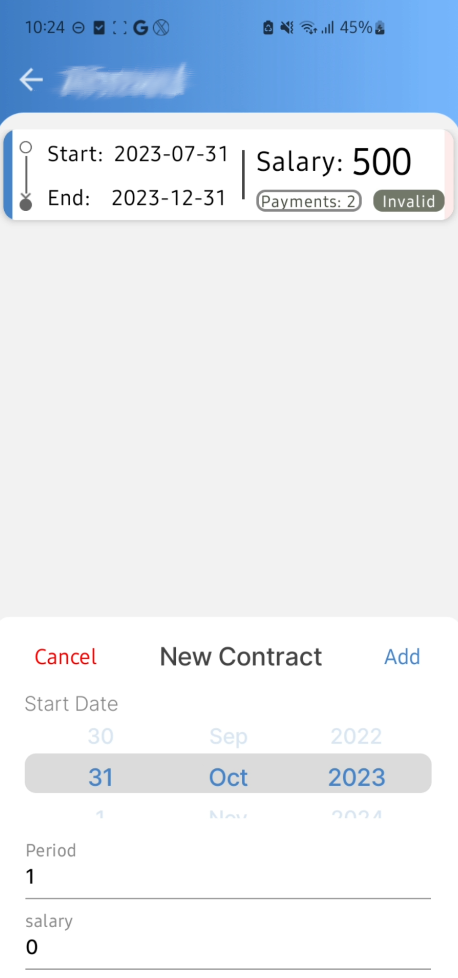 10:24 G 45%
Start: 2023-07-31
End: 2023-12-31
Salary: 500
Payments: 2 Invalid
Cancel New Contract Add
Start Date
30 Sep 2022
31 Oct 2023
1 Nov 2024
Period
1
salary
0